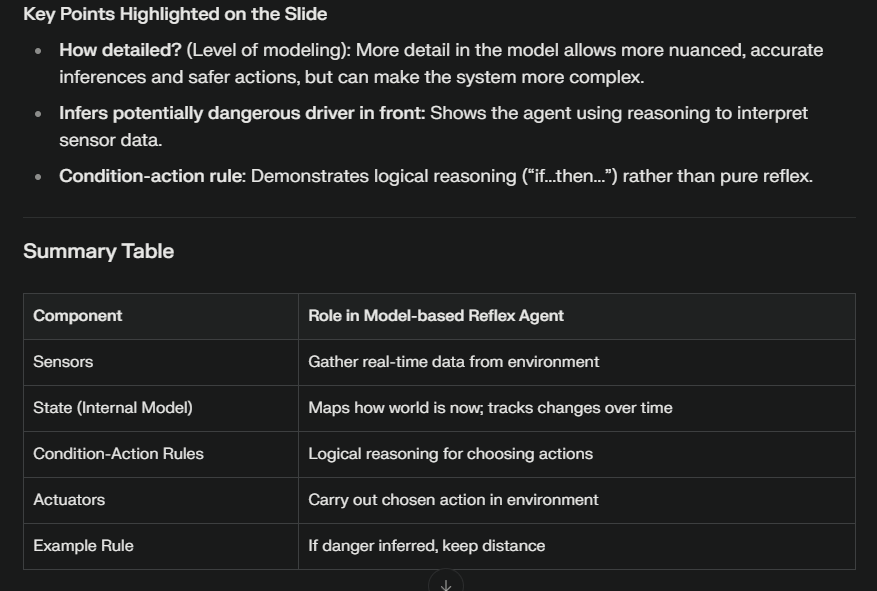 Key Points Highlighted on the Slide
How detailed? (Level of modeling): More detail in the model allows more nuanced, accurate
inferences and safer actions, but can make the system more complex.
Infers potentially dangerous driver in front: Shows the agent using reasoning to interpret
sensor data.
Condition-action rule: Demonstrates logical reasoning (“if...then...”) rather than pure reflex.
Summary Table
Component Role in Model-based Reflex Agent
Sensors Gather real-time data from environment
State (Internal Model) Maps how world is now; tracks changes over time
Condition-Action Rules Logical reasoning for choosing actions
Actuators Carry out chosen action in environment
Example Rule If danger inferred, keep distance